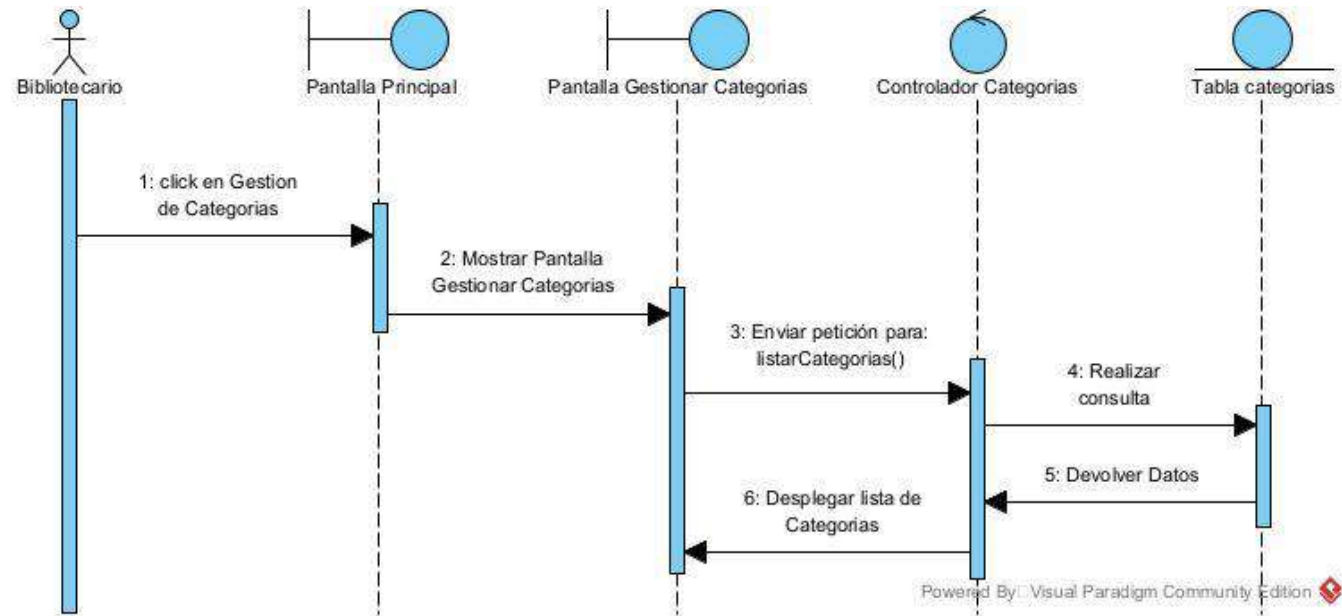 Bibliotecario
Pantalla Principal
Pantalla Gestionar Categorias
Controlador Categorias
Tabla categorias
1: click en Gestion
de Categorias
2: Mostrar Pantalla
Gestionar Categorias
3: Enviar petición para:
listarCategorias()
4: Realizar
consulta
5: Devolver Datos
6: Desplegar lista de
Categorias
Powered By Visual Paradigm Community Edition